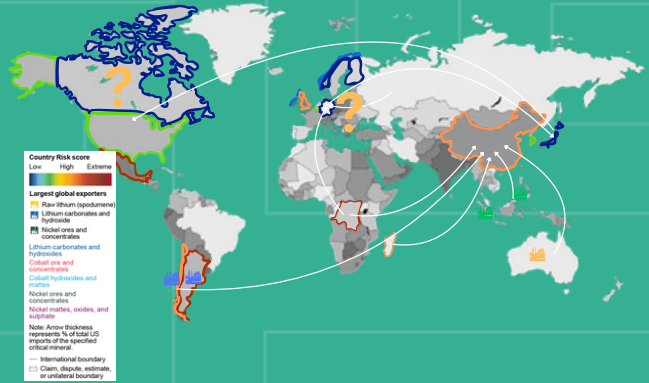 ?
?
Country Risk score
Low High Extreme
Largest global exporters
Raw lithium (spodumene)
Lithium carbonates and
hydroxide
Nickel ores and
concentrates
Lithium carbonates and
hydroxides
Cobalt ore and
concentrates
Cobalt hydroxides and
mattes
Nickel ores and
concentrates
Nickel mattes, oxides, and
sulphate
Note: Arrow thickness
represents % of total US
imports of the specified
critical mineral.
International boundary
Claim, dispute, estimate,
or unilateral boundary